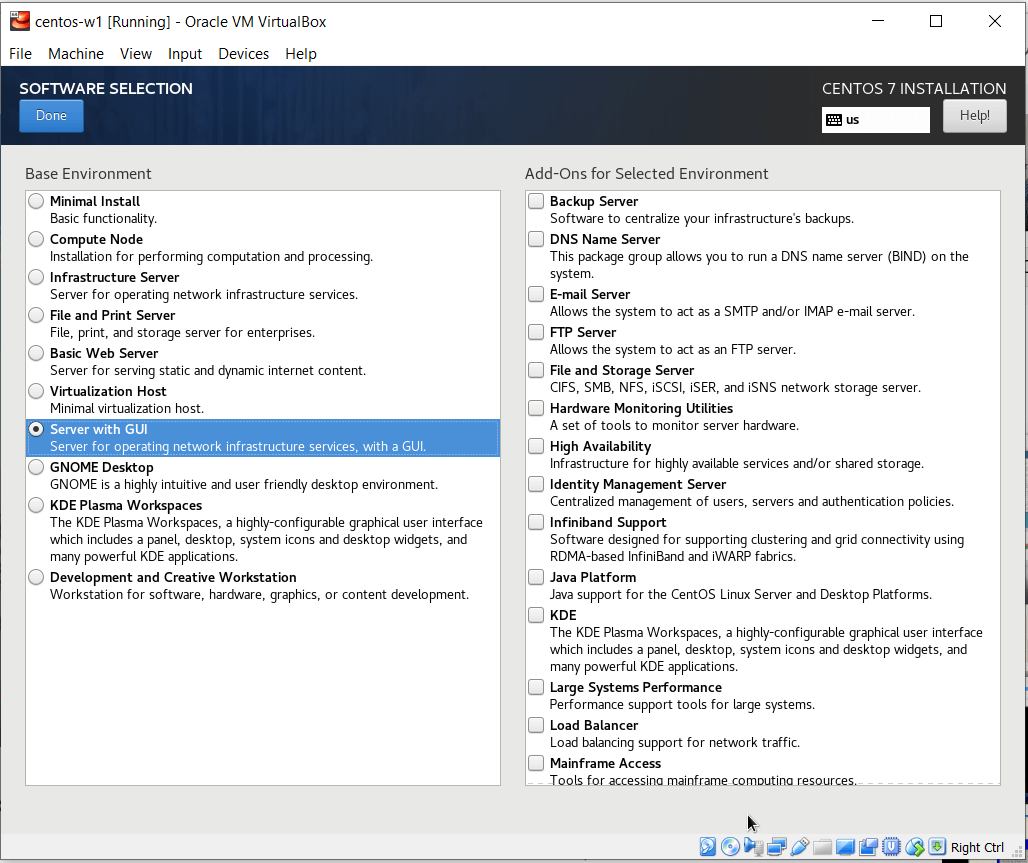 centos-w1 [Running] - Oracle VM VirtualBox
File Machine View Input Devices Help
SOFTWARE SELECTION
Done
CENTOS 7 INSTALLATION
us
Help!
Base Environment
Minimal Install
Basic functionality.
Compute Node
Installation for performing computation and processing.
Infrastructure Server
Server for operating network infrastructure services.
File and Print Server
File, print, and storage server for enterprises.
Basic Web Server
Server for serving static and dynamic internet content.
Virtualization Host
Minimal virtualization host.
Server with GUI
Server for operating network infrastructure services, with a GUI.
GNOME Desktop
GNOME is a highly intuitive and user friendly desktop environment.
KDE Plasma Workspaces
The KDE Plasma Workspaces, a highly-configurable graphical user interface
which includes a panel, desktop, system icons and desktop widgets, and
many powerful KDE applications.
Development and Creative Workstation
Workstation for software, hardware, graphics, or content development.
Add-Ons for Selected Environment
Backup Server
Software to centralize your infrastructure's backups.
DNS Name Server
This package group allows you to run a DNS name server (BIND) on the
system.
E-mail Server
Allows the system to act as a SMTP and/or IMAP e-mail server.
FTP Server
Allows the system to act as an FTP server.
File and Storage Server
CIFS, SMB, NFS, iSCSI, iSER, and iSNS network storage server.
Hardware Monitoring Utilities
A set of tools to monitor server hardware.
High Availability
Infrastructure for highly available services and/or shared storage.
Identity Management Server
Centralized management of users, servers and authentication policies.
Infiniband Support
Software designed for supporting clustering and grid connectivity using
RDMA-based InfiniBand and iWARP fabrics.
Java Platform
Java support for the CentOS Linux Server and Desktop Platforms.
KDE
The KDE Plasma Workspaces, a highly-configurable graphical user interface
which includes a panel, desktop, system icons and desktop widgets, and
many powerful KDE applications.
Large Systems Performance
Performance support tools for large systems.
Load Balancer
Load balancing support for network traffic.
Mainframe Access
Tools for accessing mainframe computing resources.
Right Ctrl